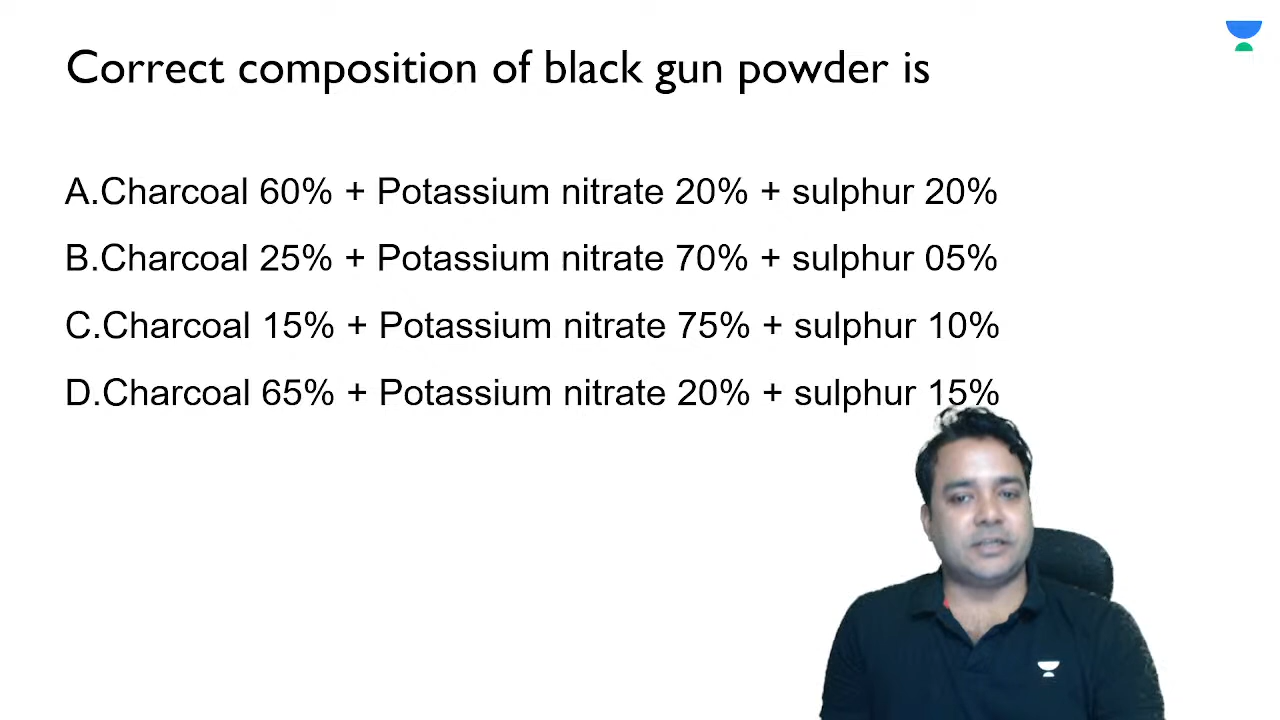 Correct composition of black gun powder is
A.Charcoal 60% + Potassium nitrate 20% + sulphur 20%
B.Charcoal 25% + Potassium nitrate 70% + sulphur 05%
C.Charcoal 15% + Potassium nitrate 75% + sulphur 10%
D.Charcoal 65% + Potassium nitrate 20% + sulphur 15%